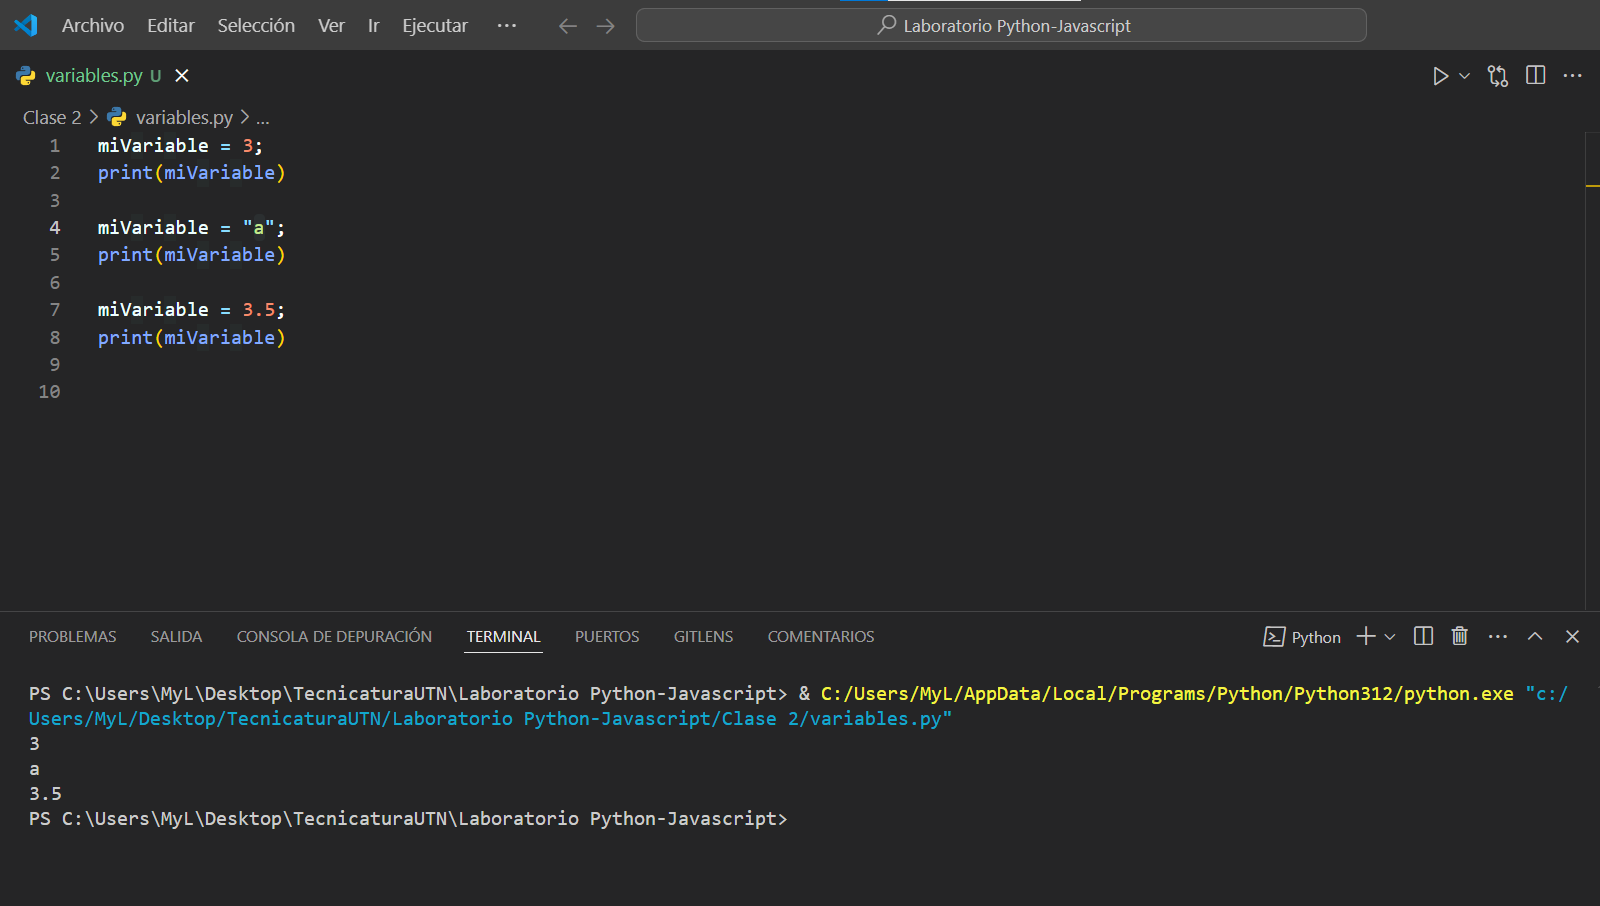 Archivo Editar Selección Ver Ir Ejecutar ··· Laboratorio Python-Javascript
variables.py U
Clase 2 > variables.py > ...
1 miVariable = 3;
2 print(miVariable)
3
4 miVariable = "a";
5 print(miVariable)
6
7 miVariable = 3.5;
8 print(miVariable)
9
10
PROBLEMAS SALIDA CONSOLA DE DEPURACIÓN TERMINAL PUERTOS GITLENS COMENTARIOS Python
PS C:\Users\MyL\Desktop\TecnicaturaUTN\Laboratorio Python-Javascript> & C:/Users/MyL/AppData/Local/Programs/Python/Python312/python.exe "c:/
Users/MyL/Desktop/TecnicaturaUTN/Laboratorio Python-Javascript/Clase 2/variables.py"
3
a
3.5
PS C:\Users\MyL\Desktop\TecnicaturaUTN\Laboratorio Python-Javascript>